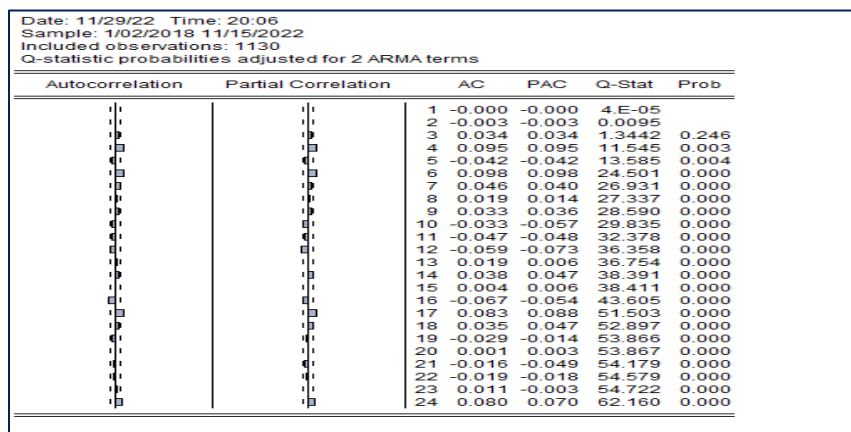 Date: 11/29/22 Time: 20:06
Sample: 1/02/2018 11/15/2022
Included observations: 1130
Q-statistic probabilities adjusted for 2 ARMA terms
Autocorrelation Partial Correlation AC PAC Q-Stat Prob
1 -0.000 -0.000 4.E-05
2 -0.003 -0.003 0.0095
3 0.034 0.034 1.3442 0.246
4 0.095 0.095 11.545 0.003
5 -0.042 -0.042 13.585 0.004
6 0.098 0.098 24.501 0.000
7 0.046 0.040 26.931 0.000
8 0.019 0.014 27.337 0.000
9 0.033 0.036 28.590 0.000
10 -0.033 -0.057 29.835 0.000
11 -0.047 -0.048 32.378 0.000
12 -0.059 -0.073 36.358 0.000
13 0.019 0.006 36.754 0.000
14 0.038 0.047 38.391 0.000
15 0.004 0.006 38.411 0.000
16 -0.067 -0.054 43.605 0.000
17 0.083 0.088 51.503 0.000
18 0.035 0.047 52.897 0.000
19 -0.029 -0.014 53.866 0.000
20 0.001 0.003 53.867 0.000
21 -0.016 -0.049 54.179 0.000
22 -0.019 -0.018 54.579 0.000
23 0.011 -0.003 54.722 0.000
24 0.080 0.070 62.160 0.000